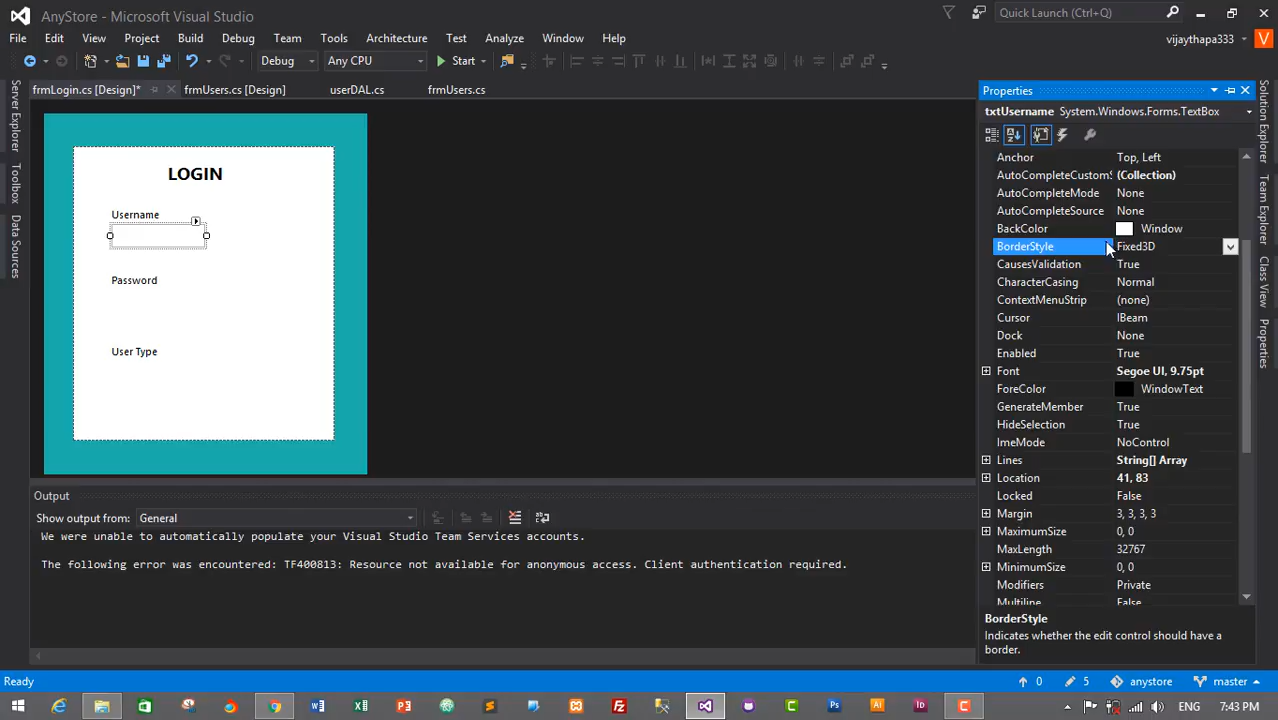 AnyStore - Microsoft Visual Studio
Quick Launch (Ctrl+Q)
File Edit View Project Build Debug Team Tools Architecture Test Analyze Window Help
vijaythapa333
V
Debug Any CPU Start
frmLogin.cs [Design]* frmUsers.cs [Design] userDAL.cs frmUsers.cs
Server Explorer
Toolbox
Data Sources
LOGIN
Username
Password
User Type
Properties
txtUsername System.Windows.Forms.TextBox
Anchor Top, Left
AutoCompleteCustomS (Collection)
AutoCompleteMode None
AutoCompleteSource None
BackColor Window
BorderStyle Fixed3D
CausesValidation True
CharacterCasing Normal
ContextMenuStrip (none)
Cursor IBeam
Dock None
Enabled True
Font Segoe UI, 9.75pt
ForeColor WindowText
GenerateMember True
HideSelection True
ImeMode NoControl
Lines String[] Array
Location 41, 83
Locked False
Margin 3, 3, 3, 3
MaximumSize 0, 0
MaxLength 32767
MinimumSize 0, 0
Modifiers Private
Multiline False
BorderStyle
Indicates whether the edit control should have a
border.
Solution Explorer
Team Explorer
Class View
Properties
Output
Show output from: General
We were unable to automatically populate your Visual Studio Team Services accounts.
The following error was encountered: TF400813: Resource not available for anonymous access. Client authentication required.
Ready
0 5 anystore master
ENG 7:43 PM